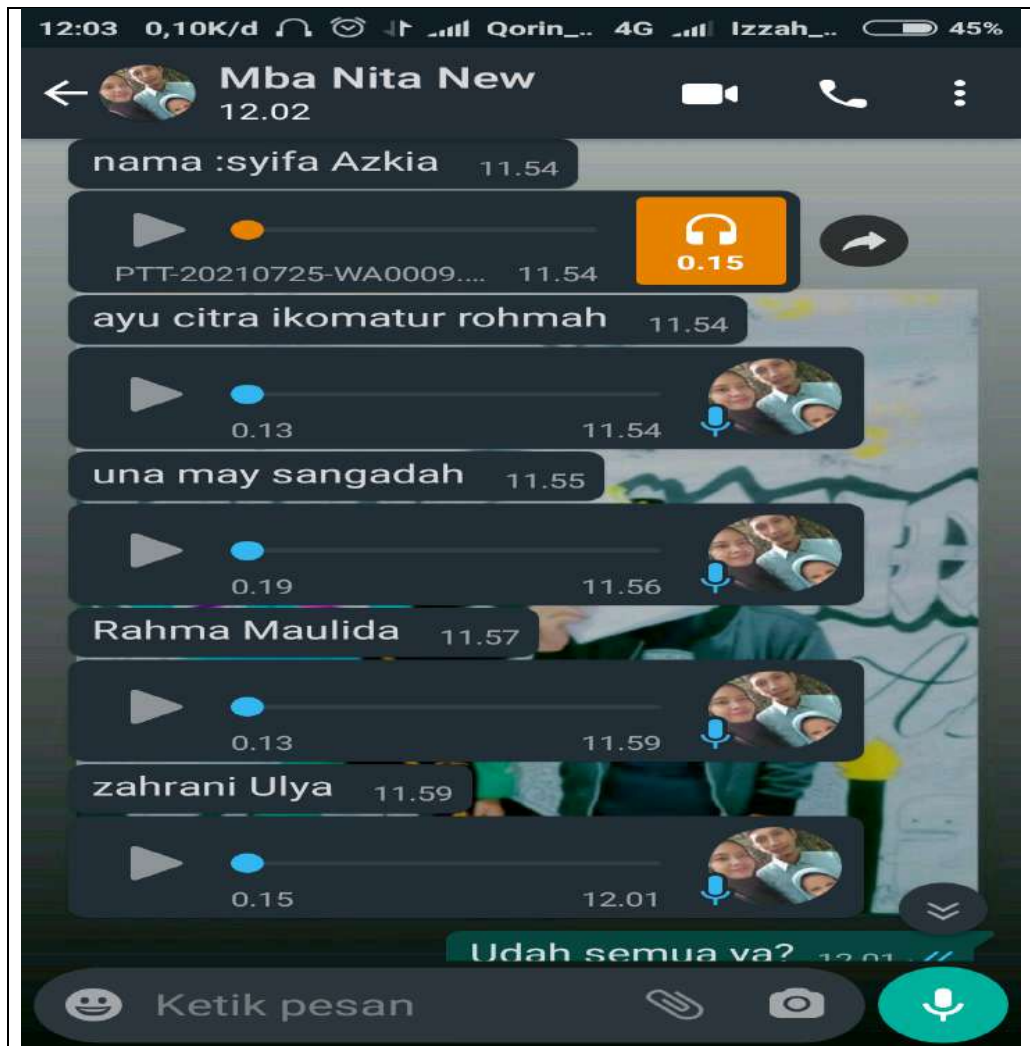 12:03 0,10K/d Qorin_.. 4G Izzah_.. 45%
Mba Nita New
12.02
nama :syifa Azkia 11.54
0.15
PTT-20210725-WA0009.... 11.54
ayu citra ikomatur rohmah 11.54
0.13 11.54
una may sangadah 11.55
0.19 11.56
Rahma Maulida 11.57
0.13 11.59
zahrani Ulya 11.59
0.15 12.01
Udah semua ya? 12.01
Ketik pesan